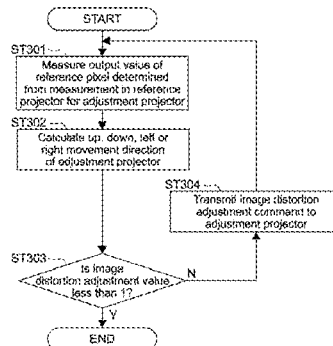 START
ST301
Measure output value of
reference pixel determined
from measurement in reference
projector for adjustment projector
ST302
Calculate up, down, left or
right movement direction
of adjustment projector
ST304
Transmit image distortion
adjustment command to
adjustment projector
ST303
Is image
distortion adjustment value
less than 1?
N
Y
END